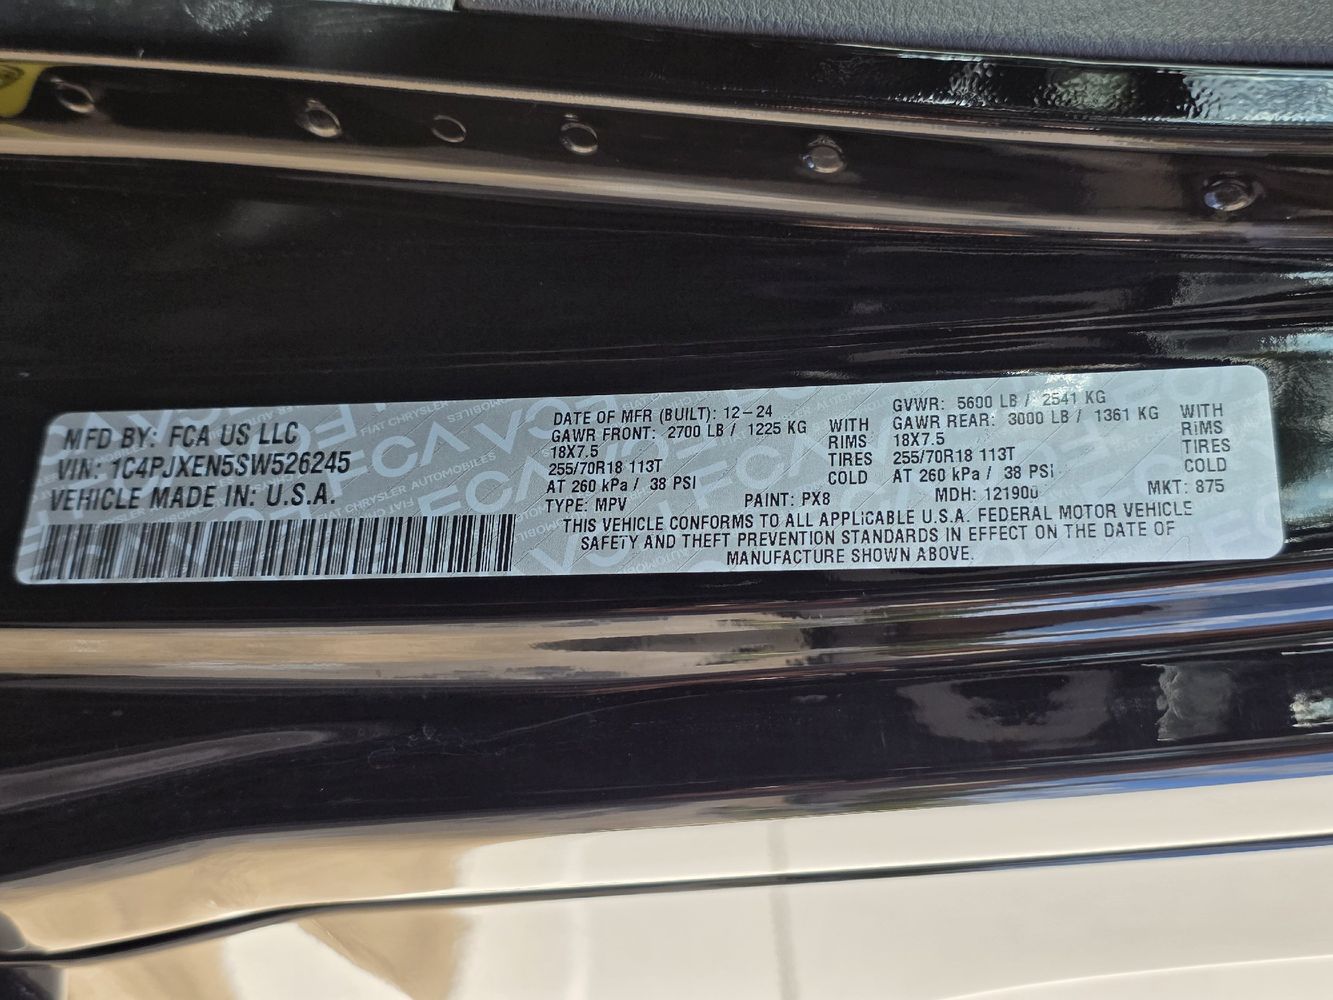 MFD BY: FCA US LLC
VIN: 1C4PJXEN5SW526245
VEHICLE MADE IN: U.S.A.
DATE OF MFR (BUILT): 12-24
GAWR FRONT: 2700 LB / 1225 KG
18X7.5
255/70R18 113T
AT 260 kPa / 38 PSI
WITH
RIMS
TIRES
COLD
GVWR: 5600 LB / 2541 KG
GAWR REAR: 3000 LB / 1361 KG
18X7.5
255/70R18 113T
AT 260 kPa / 38 PSI
WITH
RIMS
TIRES
COLD
TYPE: MPV PAINT: PX8 MDH: 121900 MKT: 875
THIS VEHICLE CONFORMS TO ALL APPLICABLE U.S.A. FEDERAL MOTOR VEHICLE
SAFETY AND THEFT PREVENTION STANDARDS IN EFFECT ON THE DATE OF
MANUFACTURE SHOWN ABOVE.
FCA
FIAT CHRYSLER AUTOMOBILES